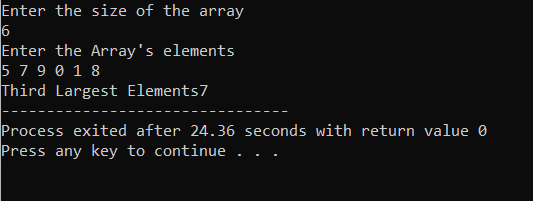 Enter the size of the array
6
Enter the Array's elements
5 7 9 0 1 8
Third Largest Elements7
--------------------------------
Process exited after 24.36 seconds with return value 0
Press any key to continue . . .